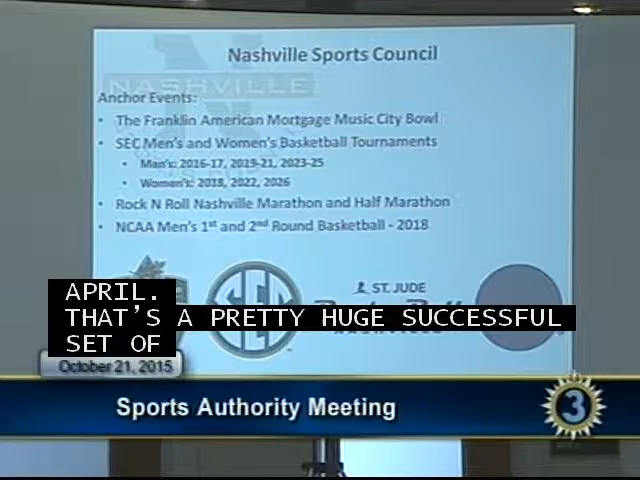 Nashville Sports Council
NASHVILLE
Anchor Events:
• The Franklin American Mortgage Music City Bowl
• SEC Men's and Women's Basketball Tournaments
• Men's: 2016-17, 2019-21, 2023-25
• Women's: 2018, 2022, 2026
• Rock N Roll Nashville Marathon and Half Marathon
• NCAA Men's 1st and 2nd Round Basketball - 2018
SEC
ST. JUDE
APRIL.
THAT'S A PRETTY HUGE SUCCESSFUL
SET OF
October 21, 2015
Sports Authority Meeting
3